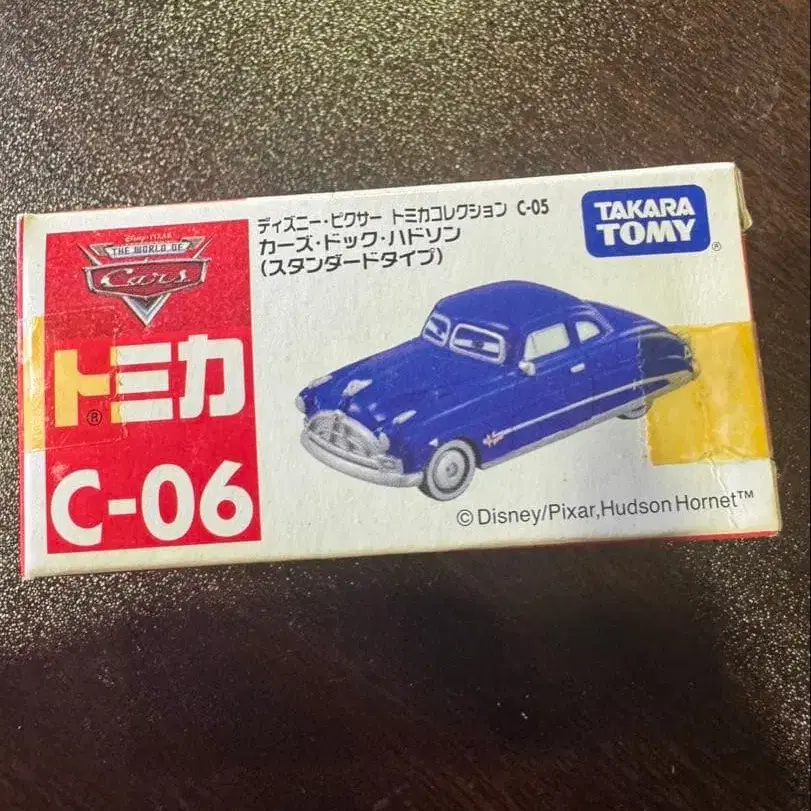 ディズニー・ピクサー トミカコレクション C-05
カーズ・ドック・ハドソン
(スタンダードタイプ)
TAKARA
TOMY
®
Disney・PIXAR
THE WORLD OF
Cars
トミカ
®
C-06
©Disney/Pixar,Hudson Hornet™